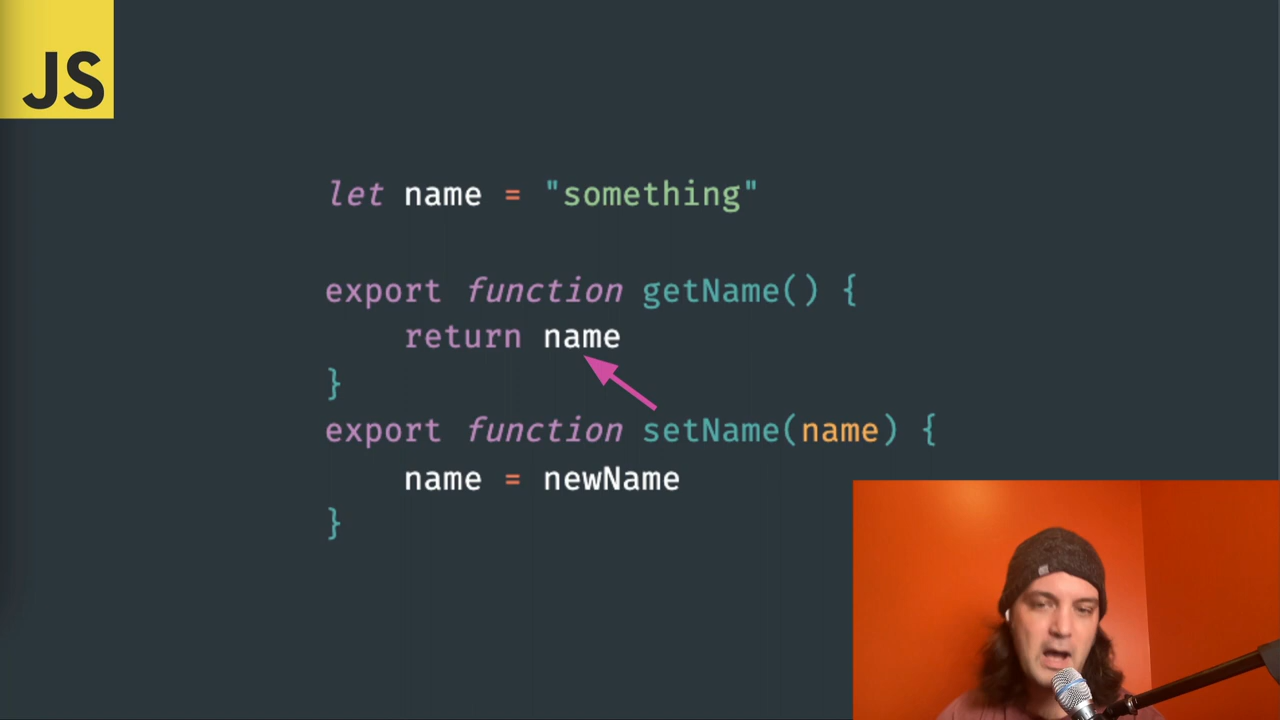 JS
let name = "something"
export function getName() {
return name
}
export function setName(name) {
name = newName
}